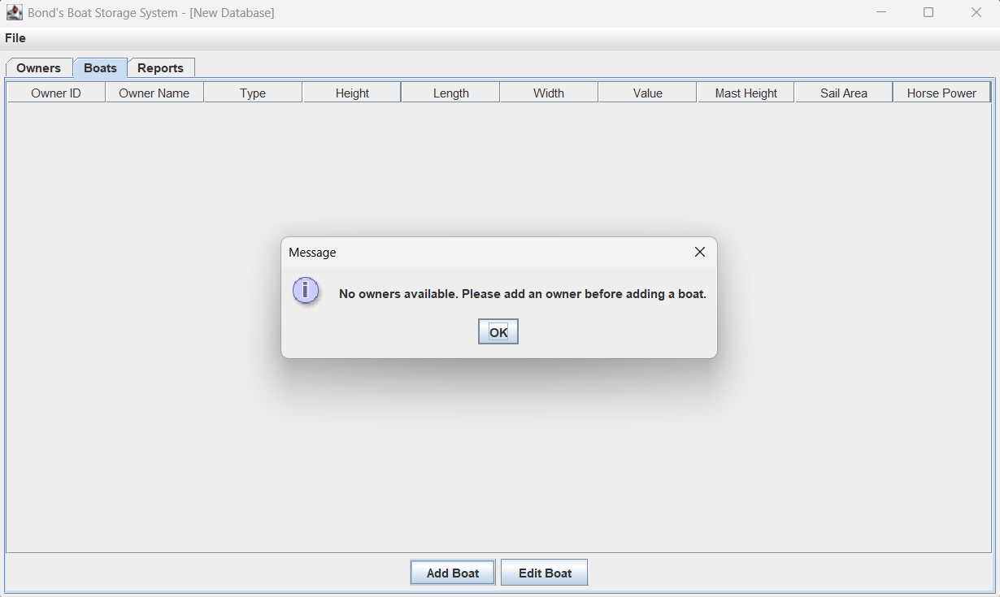 Bond's Boat Storage System - [New Database]
File
Owners Boats Reports
Owner ID Owner Name Type Height Length Width Value Mast Height Sail Area Horse Power
Message
No owners available. Please add an owner before adding a boat.
OK
Add Boat Edit Boat